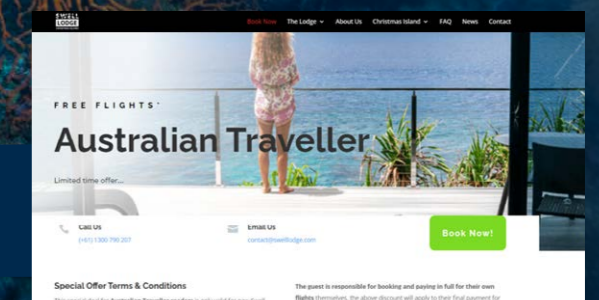 SWELL
LODGE
Book Now The Lodge About Us Christmas Island FAQ News Contact
FREE FLIGHTS*
Australian Traveller
Limited time offer...
Call Us
(+61) 1300 790 207
Email Us
contact@swelllodge.com
Book Now!
Special Offer Terms & Conditions
The guest is responsible for booking and paying in full for their own
flights themselves, the above discount will apply to their final payment for